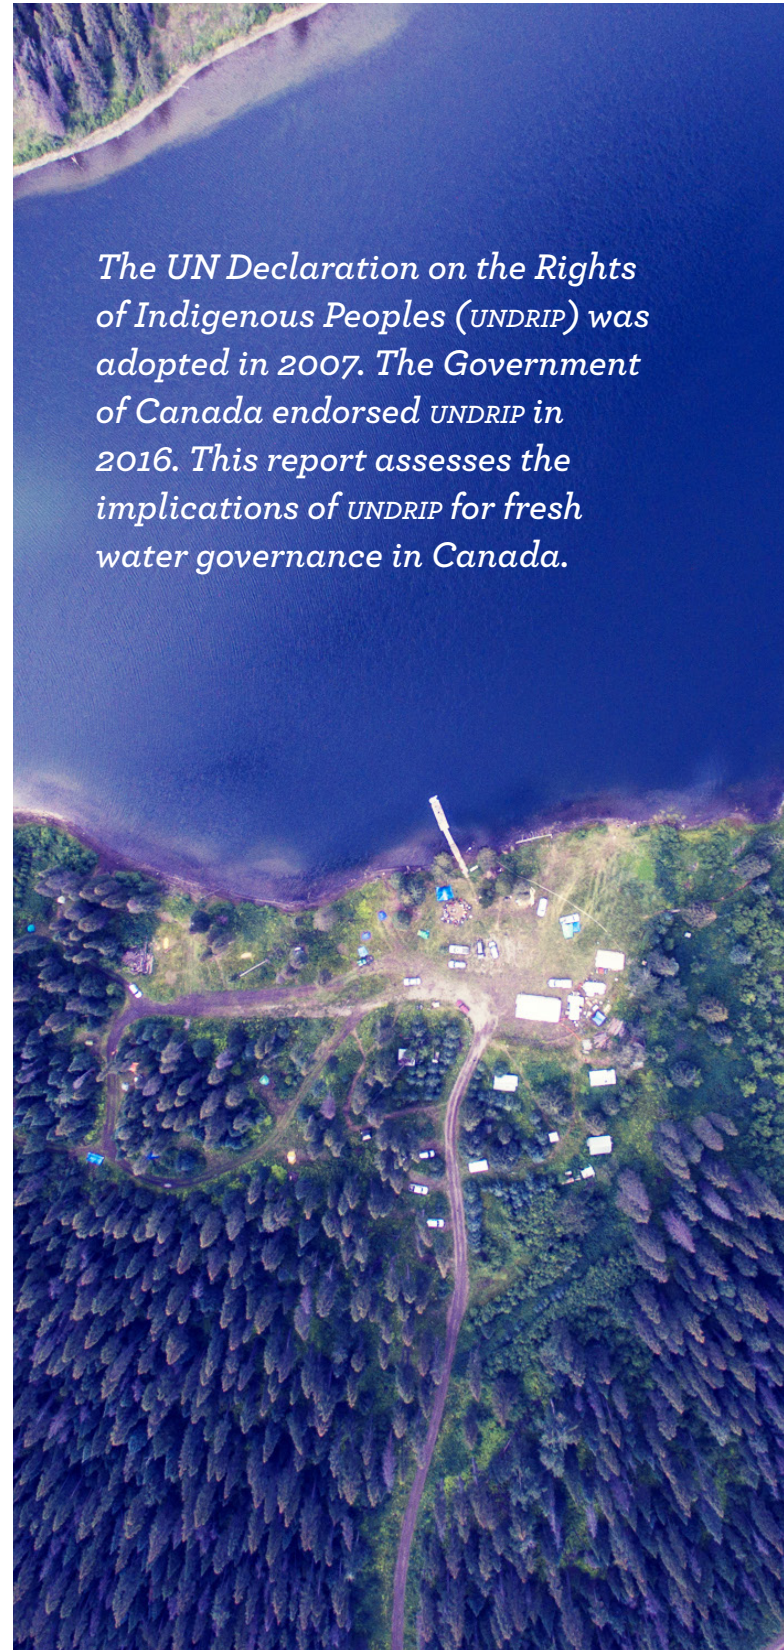 The UN Declaration on the Rights
of Indigenous Peoples (UNDRIP) was
adopted in 2007. The Government
of Canada endorsed UNDRIP in
2016. This report assesses the
implications of UNDRIP for fresh
water governance in Canada.